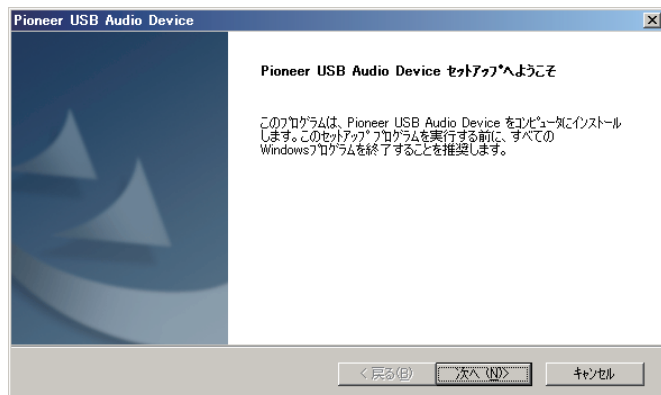 Pioneer USB Audio Device
Pioneer USB Audio Device セットアップへようこそ
このプログラムは、Pioneer USB Audio Device をコンピュータにインストール
します。このセットアップ プログラムを実行する前に、すべての
Windowsプログラムを終了することを推奨します。
< 戻る(B)
次へ (N)>
キャンセル